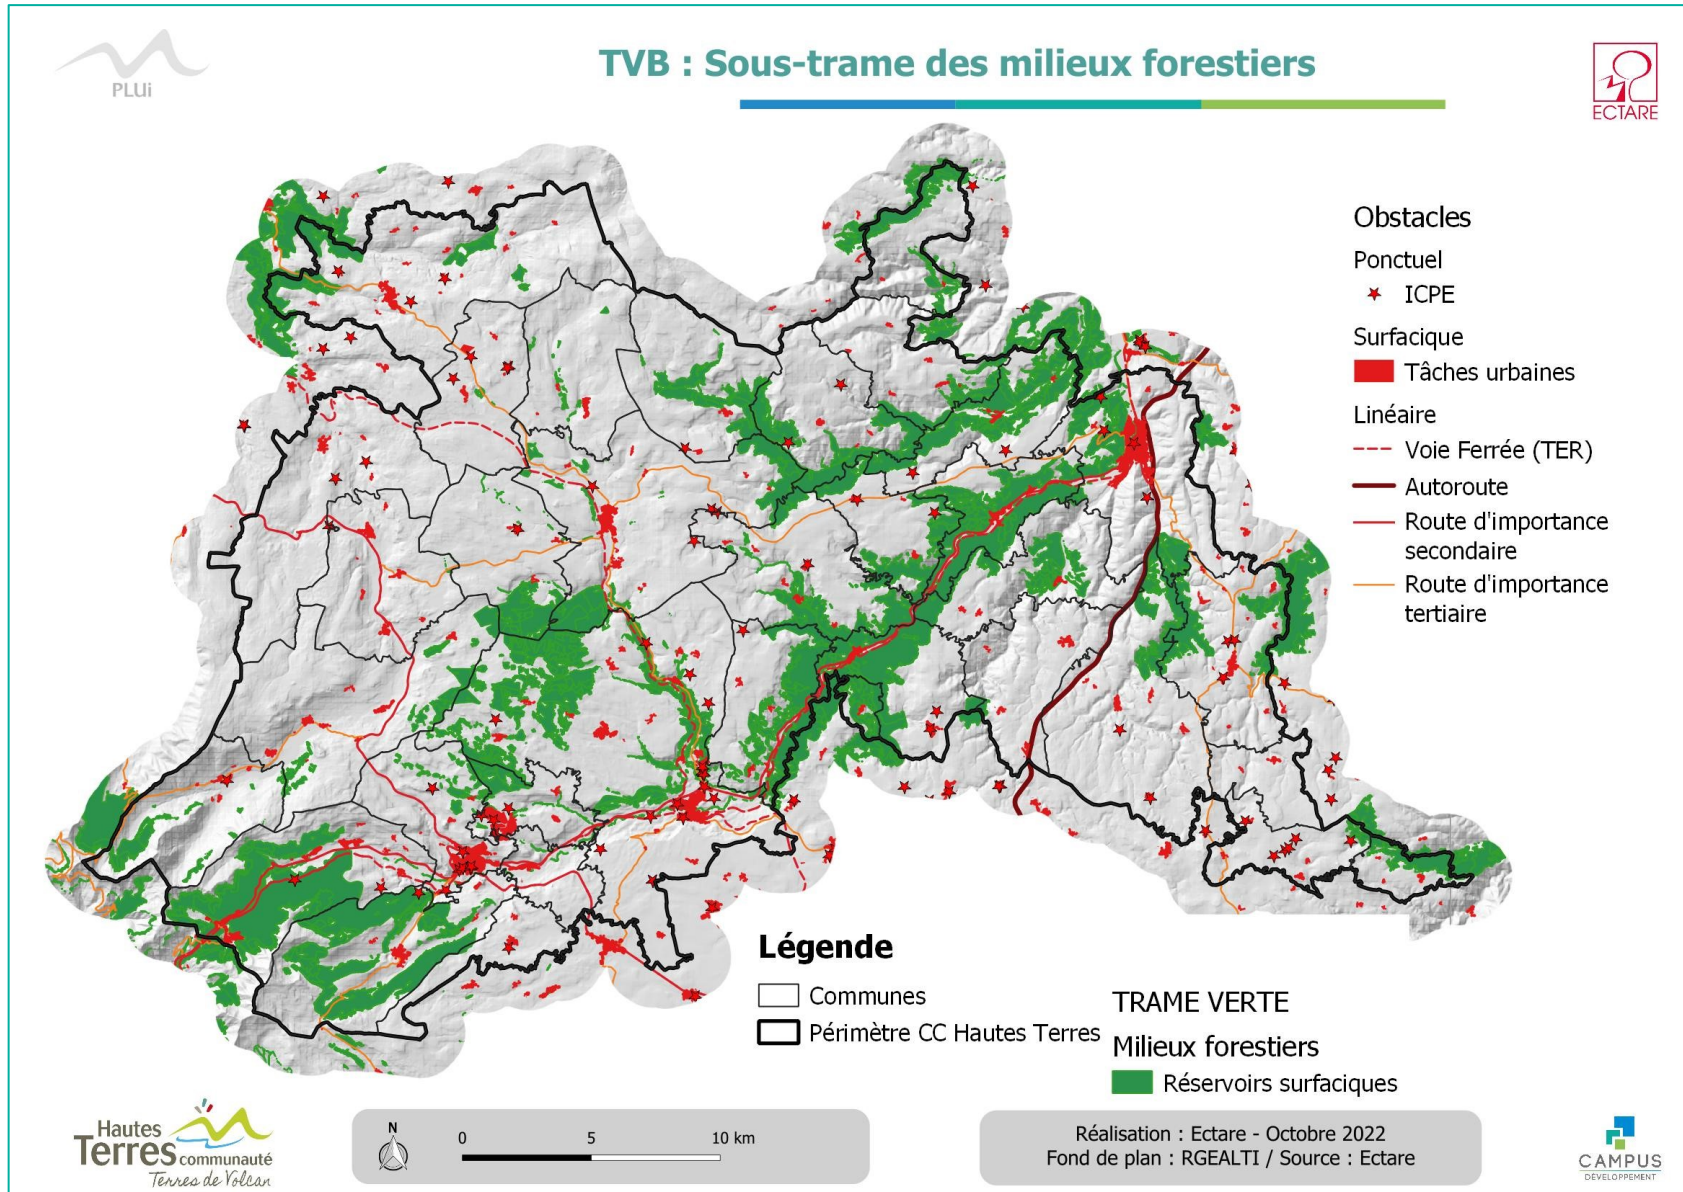 PLUi
TVB : Sous-trame des milieux forestiers
ECTARE
Obstacles
Ponctuel
ICPE
Surfacique
Tâches urbaines
Linéaire
Voie Ferrée (TER)
Autoroute
Route d'importance
secondaire
Route d'importance
tertiaire
Légende
Communes
Périmètre CC Hautes Terres
TRAME VERTE
Milieux forestiers
Réservoirs surfaciques
Hautes
Terres communauté
Terres de Volcan
N
0 5 10 km
Réalisation : Ectare - Octobre 2022
Fond de plan : RGEALTI / Source : Ectare
CAMPUS
DÉVELOPPEMENT